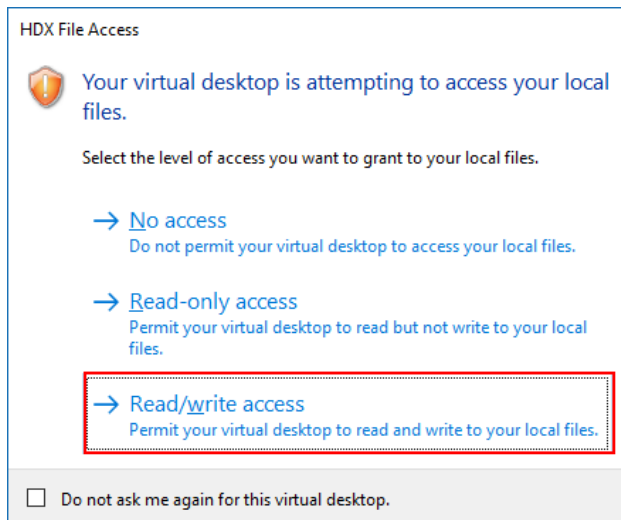 HDX File Access
Your virtual desktop is attempting to access your local
files.
Select the level of access you want to grant to your local files.
No access
Do not permit your virtual desktop to access your local files.
Read-only access
Permit your virtual desktop to read but not write to your local
files.
Read/write access
Permit your virtual desktop to read and write to your local files.
Do not ask me again for this virtual desktop.